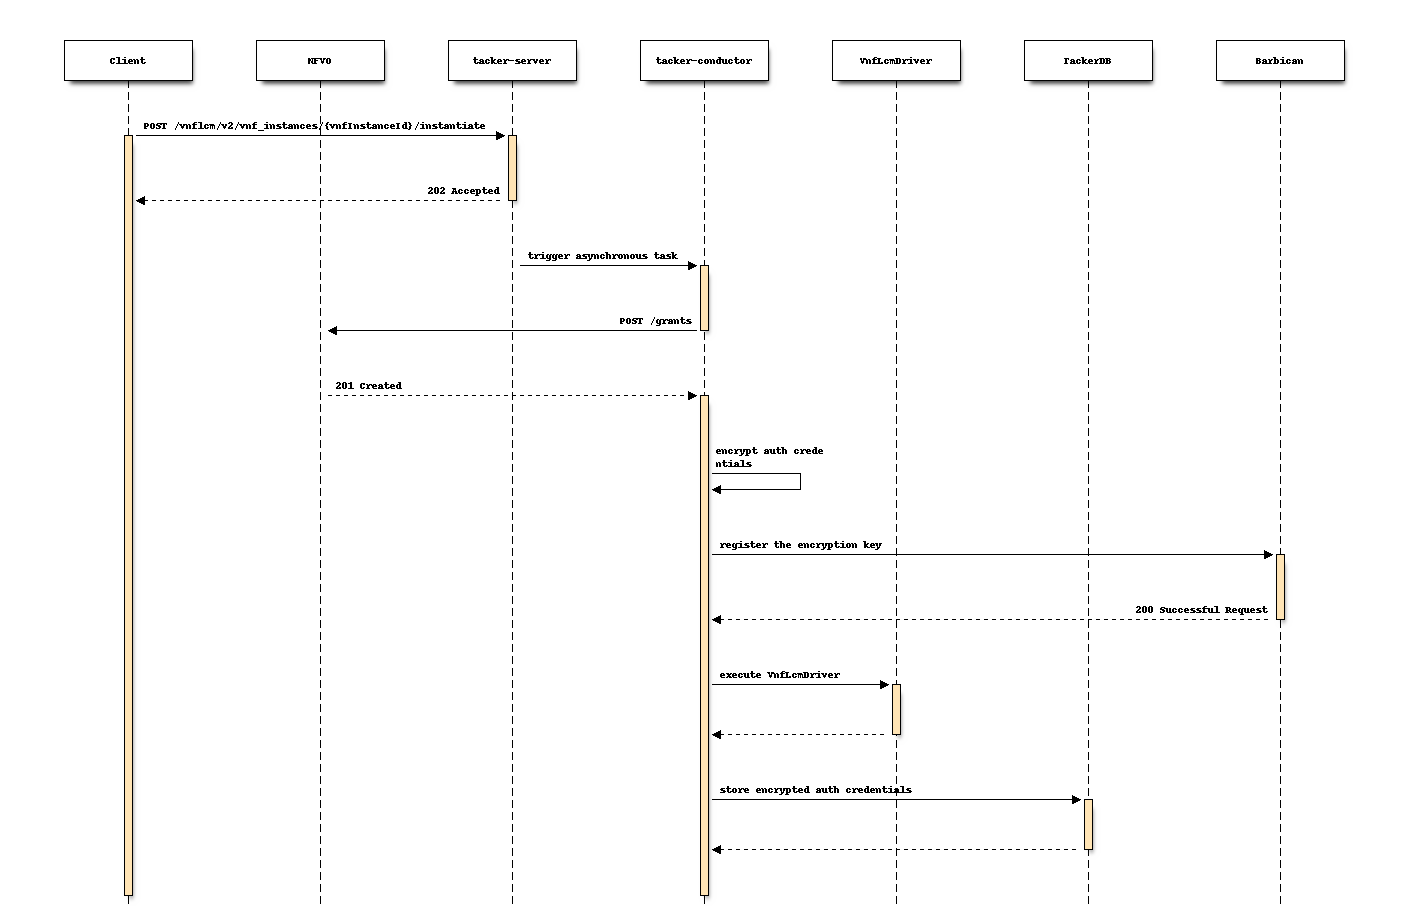 Client
NFVO
tacker-server
tacker-conductor
VnfLcmDriver
TackerDB
Barbican
POST /vnflcm/v2/vnf_instances/{vnfInstanceId}/instantiate
202 Accepted
trigger asynchronous task
POST /grants
201 Created
encrypt auth crede
ntials
register the encryption key
200 Successful Request
execute VnfLcmDriver
store encrypted auth credentials